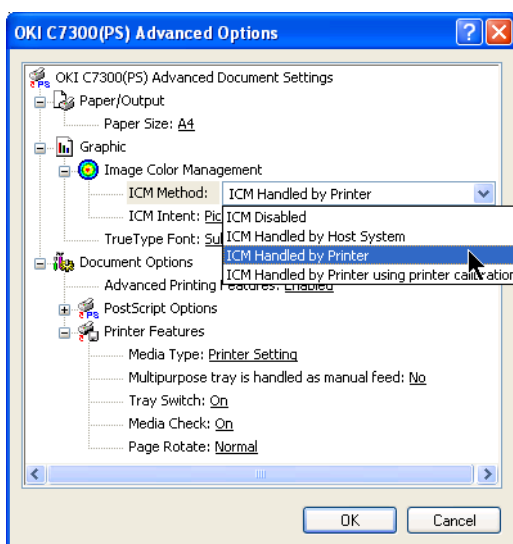 OKI C7300(PS) Advanced Options
OKI C7300(PS) Advanced Document Settings
Paper/Output
Paper Size: A4
Graphic
Image Color Management
ICM Method: ICM Handled by Printer
ICM Intent: Pic
ICM Disabled
ICM Handled by Host System
ICM Handled by Printer
ICM Handled by Printer using printer calibration
TrueType Font: Sul
Document Options
Advanced Printing Features: Enabled
PS PostScript Options
Printer Features
Media Type: Printer Setting
Multipurpose tray is handled as manual feed: No
Tray Switch: On
Media Check: On
Page Rotate: Normal
OK Cancel